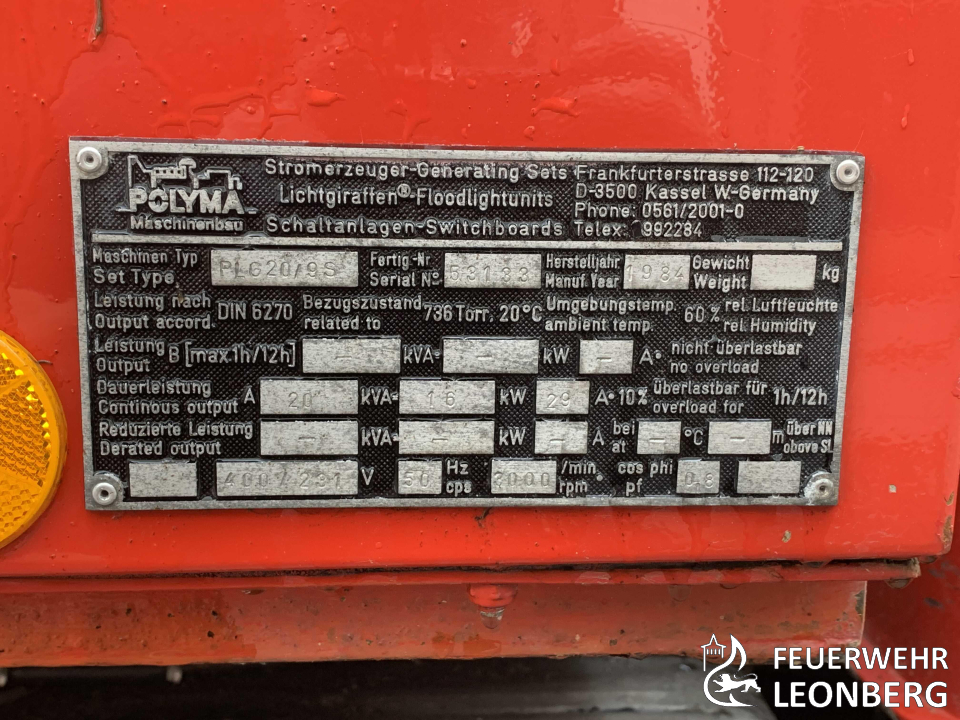 POLYMA
Maschinenbau
Stromerzeuger-Generating Sets
Lichtgiraffen®-Floodlightunits
Schaltanlagen-Switchboards
Frankfurterstrasse 112-120
D-3500 Kassel W-Germany
Phone: 0561/2001-0
Telex: 992284
Maschinen Typ
Set Type PL620/9S Fertig-Nr
Serial No. 53133 Herstelljahr
Manuf. Year 1984 Gewicht
Weight kg
Leistung nach
Output accord. DIN 6270 Bezugszustand
related to 736 Torr, 20°C Umgebungstemp.
ambient temp. 60% rel. Luftfeuchte
rel. Humidity
Leistung
Output B [max.1h/12h] - kVA= - kW - A• nicht überlastbar
no overload
Dauerleistung
Continous output A 20 kVA= 16 kW 29 A•10% überlastbar für
overload for 1h/12h
Reduzierte Leistung
Derated output - kVA= - kW - A bei
at - °C - m über NN
obove SL
400/231 V 50 Hz
cps 3000 /min
rpm cos phi
pf 0.8
FEUERWEHR
LEONBERG